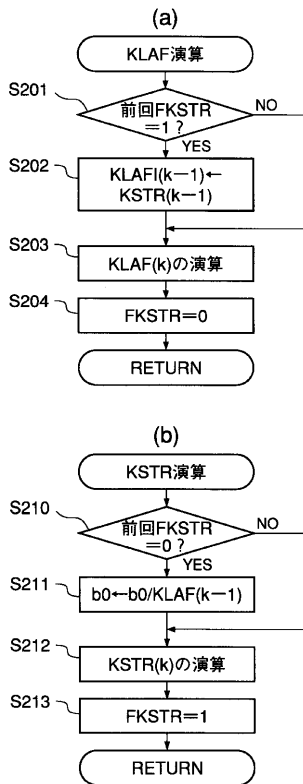 (a)
KLAF演算
S201
前回FKSTR
=1?
NO
YES
S202
KLAFI(k-1)←
KSTR(k-1)
S203
KLAF(k)の演算
S204
FKSTR=0
RETURN
(b)
KSTR演算
S210
前回FKSTR
=0?
NO
YES
S211
b0←b0/KLAF(k-1)
S212
KSTR(k)の演算
S213
FKSTR=1
RETURN